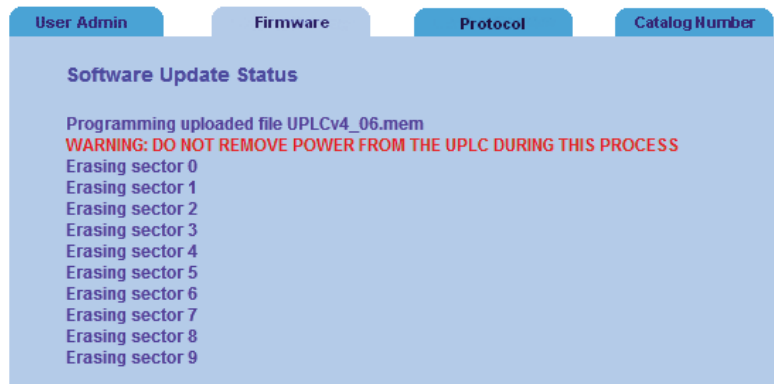 User Admin Firmware Protocol Catalog Number
Software Update Status
Programming uploaded file UPLCv4_06.mem
WARNING: DO NOT REMOVE POWER FROM THE UPLC DURING THIS PROCESS
Erasing sector 0
Erasing sector 1
Erasing sector 2
Erasing sector 3
Erasing sector 4
Erasing sector 5
Erasing sector 6
Erasing sector 7
Erasing sector 8
Erasing sector 9